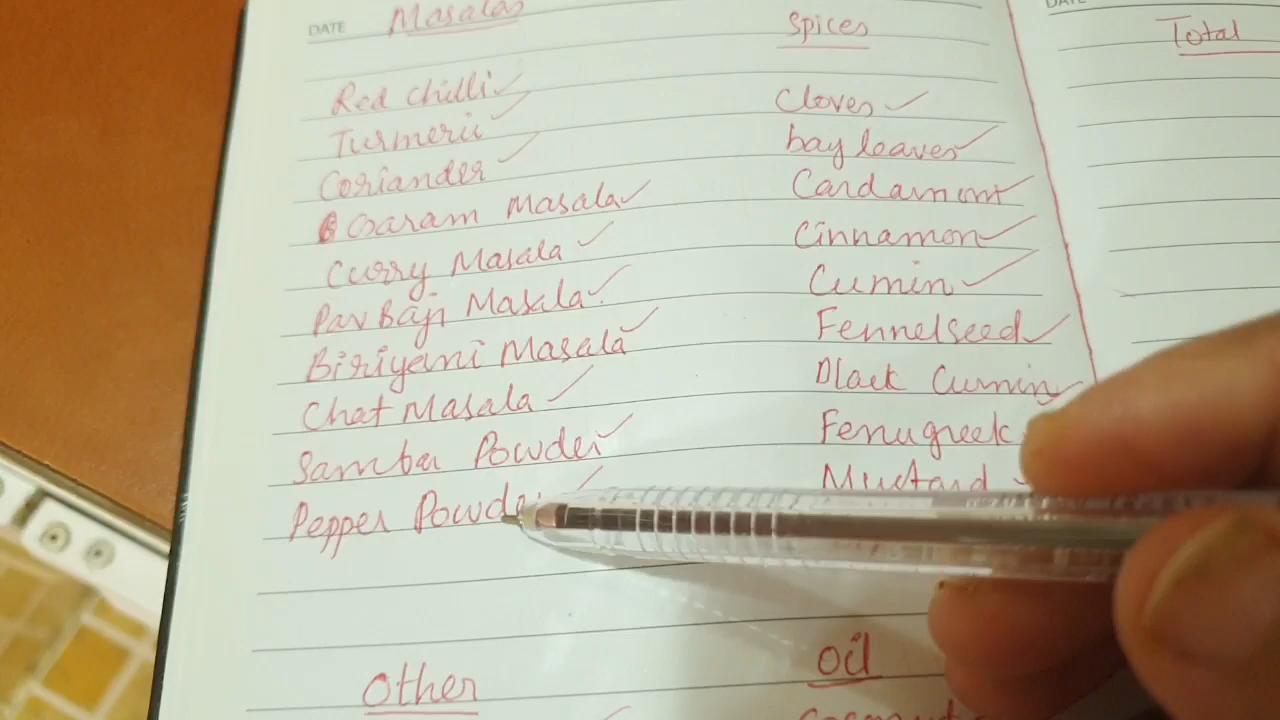 DATE Masalas
Spices
DATE
Total
Red chilli ✓
Turmeric ✓
Coriander ✓
Garam Masala ✓
Curry Masala ✓
Pav Baji Masala ✓
Biriyani Masala ✓
Chat Masala ✓
Sambar Powder ✓
Pepper Powder ✓
Cloves ✓
bay leaves ✓
Cardamom ✓
Cinnamon ✓
Cumin ✓
Fennelseed ✓
Black Cumin ✓
Fenugreek
Mustard ✓
Other
Oil